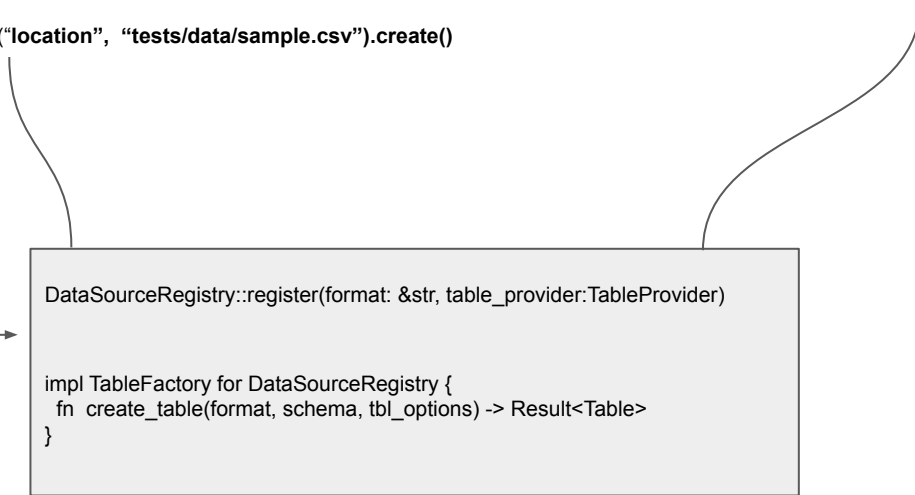 (“location”, “tests/data/sample.csv”).create()
DataSourceRegistry::register(format: &str, table_provider:TableProvider)
impl TableFactory for DataSourceRegistry {
fn create_table(format, schema, tbl_options) -> Result<Table>
}